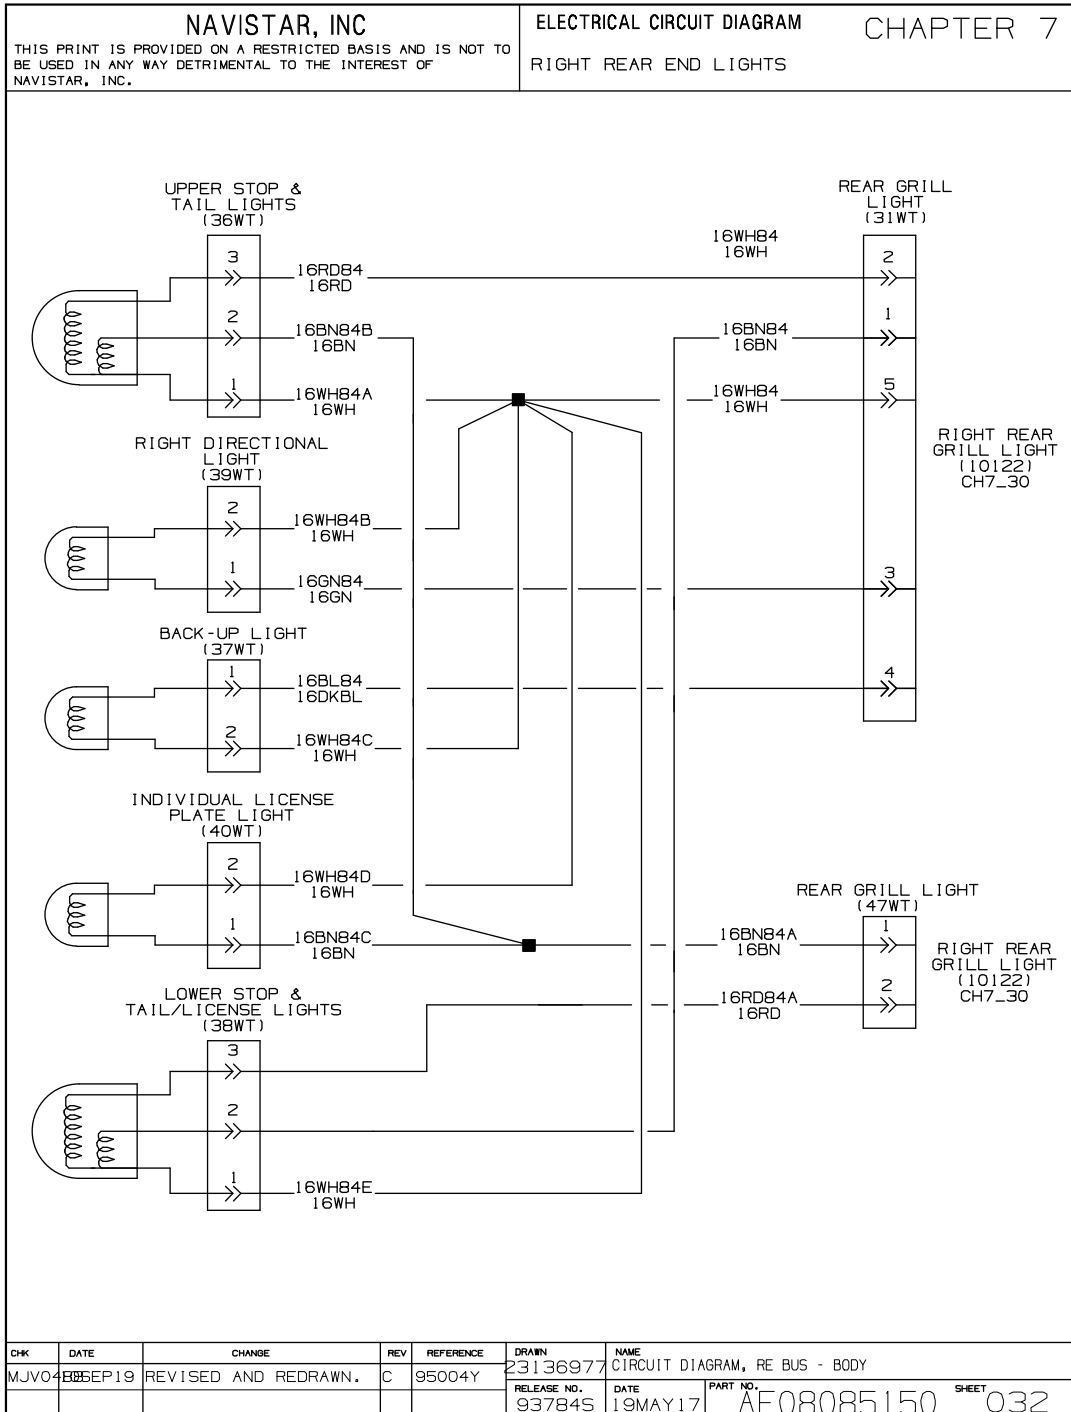 NAVISTAR, INC
THIS PRINT IS PROVIDED ON A RESTRICTED BASIS AND IS NOT TO
BE USED IN ANY WAY DETRIMENTAL TO THE INTEREST OF
NAVISTAR, INC.
ELECTRICAL CIRCUIT DIAGRAM
CHAPTER 7
RIGHT REAR END LIGHTS
UPPER STOP &
TAIL LIGHTS
(36WT)
3
16RD84
16RD
2
16BN84B
16BN
1
16WH84A
16WH
RIGHT DIRECTIONAL
LIGHT
(39WT)
2
16WH84B
16WH
1
16GN84
16GN
BACK-UP LIGHT
(37WT)
1
16BL84
16DKBL
2
16WH84C
16WH
INDIVIDUAL LICENSE
PLATE LIGHT
(40WT)
2
16WH84D
16WH
1
16BN84C
16BN
LOWER STOP &
TAIL/LICENSE LIGHTS
(38WT)
3
2
1
16WH84E
16WH
REAR GRILL
LIGHT
(31WT)
16WH84
16WH
2
16BN84
16BN
1
16WH84
16WH
5
3
4
RIGHT REAR
GRILL LIGHT
(10122)
CH7_30
REAR GRILL LIGHT
(47WT)
16BN84A
16BN
1
16RD84A
16RD
2
RIGHT REAR
GRILL LIGHT
(10122)
CH7_30
CHK DATE CHANGE REV REFERENCE
REVISED AND REDRAWN. C 95004Y
DRAWN
23136977
NAME
CIRCUIT DIAGRAM, RE BUS - BODY
RELEASE NO.
93784S
DATE
19MAY17
PART NO.
AE08085150
SHEET
032